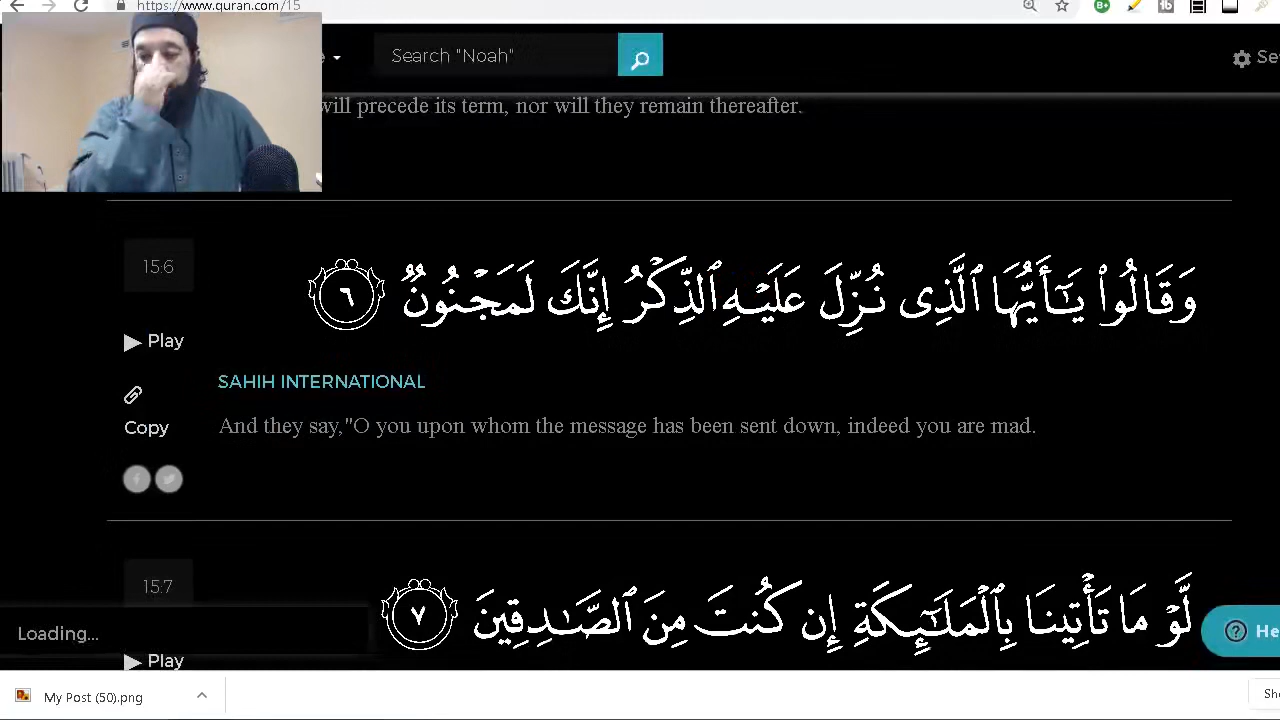 https://www.quran.com/15
Search "Noah"
Se
will precede its term, nor will they remain thereafter.
15:6
وَقَالُوا۟ يَـٰٓأَيُّهَا ٱلَّذِى نُزِّلَ عَلَيْهِ ٱلذِّكْرُ إِنَّكَ لَمَجْنُونٌ ٦
Play
SAHIH INTERNATIONAL
Copy
And they say,"O you upon whom the message has been sent down, indeed you are mad.
15:7
لَّوْ مَا تَأْتِينَا بِٱلْمَلَـٰٓئِكَةِ إِن كُنتَ مِنَ ٱلصَّـٰدِقِينَ ٧
Loading...
He
Play
My Post (50).png
Sho